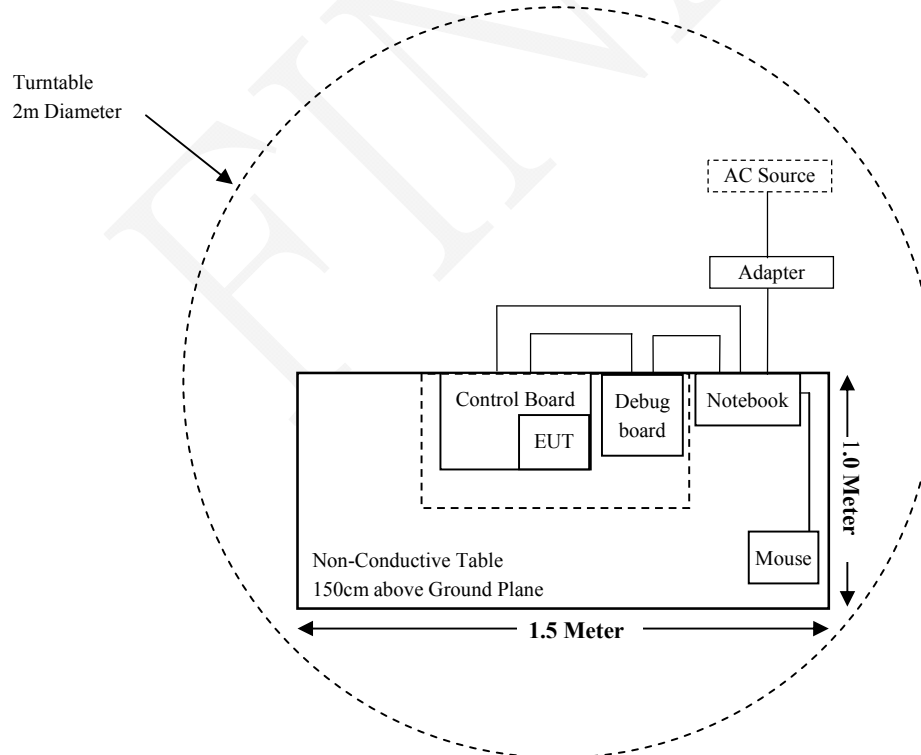 Turntable
2m Diameter
AC Source
Adapter
Control Board
EUT
Debug
board
Notebook
1.0 Meter
Mouse
Non-Conductive Table
150cm above Ground Plane
1.5 Meter